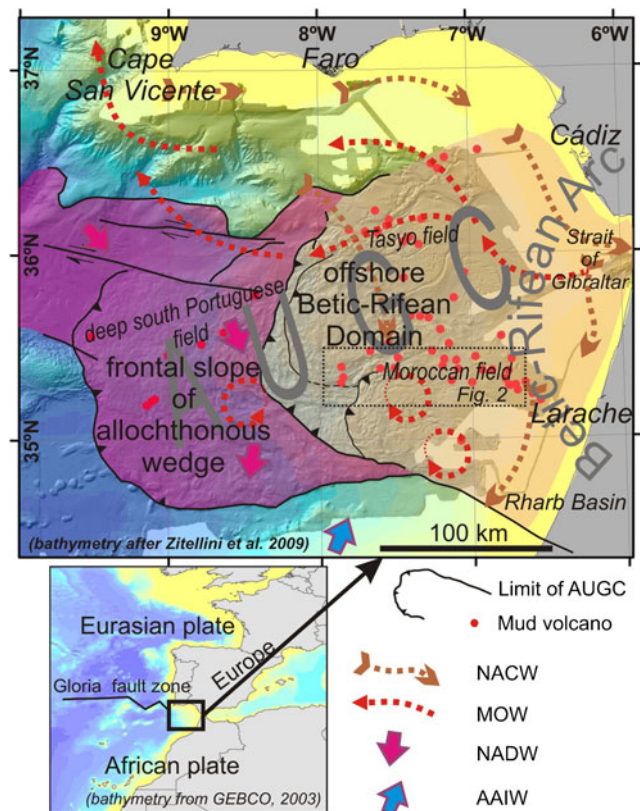 9ºW
8ºW
7ºW
6ºW
37ºN
36ºN
35ºN
Cape
San Vicente
Faro
Cádiz
Betic-Rifean Arc
Strait of
Gibraltar
Tasyo field
offshore
Betic-Rifean
Domain
deep south Portuguese
field
AUGC
frontal slope
of
allochthonous
wedge
Moroccan field
Fig. 2
Larache
Rharb Basin
100 km
(bathymetry after Zitellini et al. 2009)
Eurasian plate
Europe
Gloria fault zone
African plate
(bathymetry from GEBCO, 2003)
Limit of AUGC
Mud volcano
NACW
MOW
NADW
AAIW